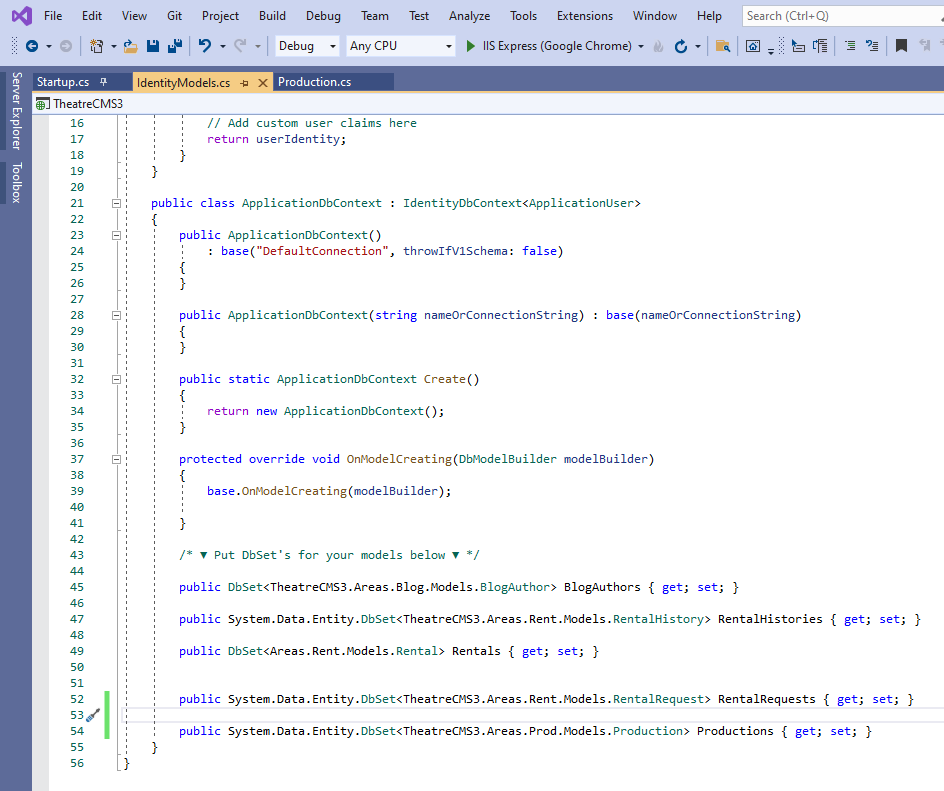 File Edit View Git Project Build Debug Team Test Analyze Tools Extensions Window Help Search (Ctrl+Q)
Debug Any CPU IIS Express (Google Chrome)
Server Explorer
Toolbox
Startup.cs IdentityModels.cs Production.cs
TheatreCMS3
16 // Add custom user claims here
17 return userIdentity;
18 }
19 }
20
21 public class ApplicationDbContext : IdentityDbContext<ApplicationUser>
22 {
23 public ApplicationDbContext()
24 : base("DefaultConnection", throwIfV1Schema: false)
25 {
26 }
27
28 public ApplicationDbContext(string nameOrConnectionString) : base(nameOrConnectionString)
29 {
30 }
31
32 public static ApplicationDbContext Create()
33 {
34 return new ApplicationDbContext();
35 }
36
37 protected override void OnModelCreating(DbModelBuilder modelBuilder)
38 {
39 base.OnModelCreating(modelBuilder);
40
41 }
42
43 /* ▼ Put DbSet's for your models below ▼ */
44
45 public DbSet<TheatreCMS3.Areas.Blog.Models.BlogAuthor> BlogAuthors { get; set; }
46
47 public System.Data.Entity.DbSet<TheatreCMS3.Areas.Rent.Models.RentalHistory> RentalHistories { get; set; }
48
49 public DbSet<Areas.Rent.Models.Rental> Rentals { get; set; }
50
51
52 public System.Data.Entity.DbSet<TheatreCMS3.Areas.Rent.Models.RentalRequest> RentalRequests { get; set; }
53
54 public System.Data.Entity.DbSet<TheatreCMS3.Areas.Prod.Models.Production> Productions { get; set; }
55 }
56 }